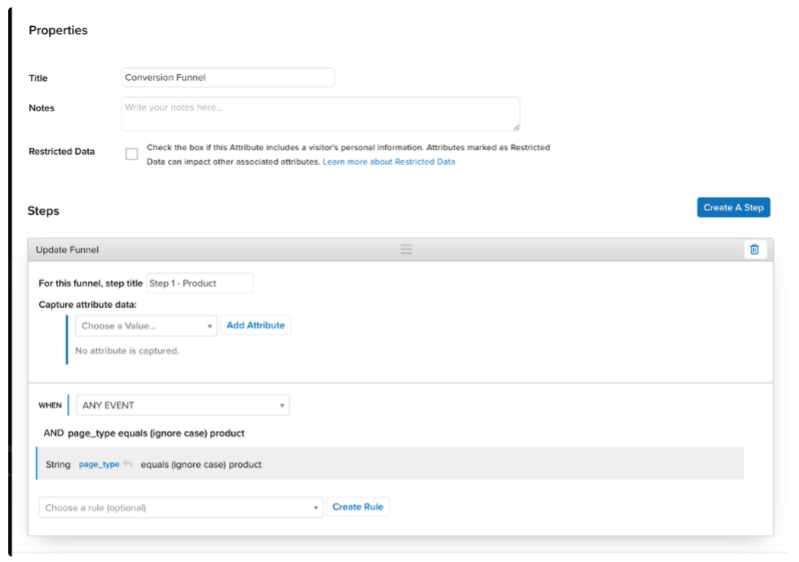 Properties
Title
Conversion Funnel
Notes
Write your notes here...
Restricted Data
Check the box if this Attribute includes a visitor's personal information. Attributes marked as Restricted
Data can impact other associated attributes. Learn more about Restricted Data
Steps
Create A Step
Update Funnel
For this funnel, step title Step 1 - Product
Capture attribute data:
Choose a Value... Add Attribute
No attribute is captured.
WHEN ANY EVENT
AND page_type equals (ignore case) product
String page_type equals (ignore case) product
Choose a rule (optional) Create Rule